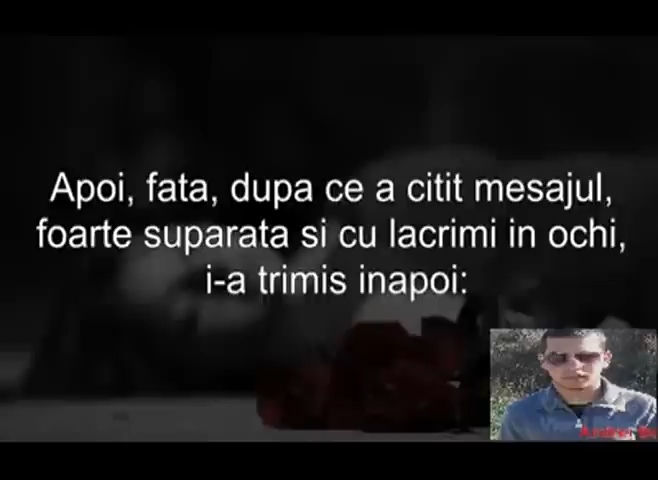 Apoi, fata, dupa ce a citit mesajul,
foarte suparata si cu lacrimi in ochi,
i-a trimis inapoi: